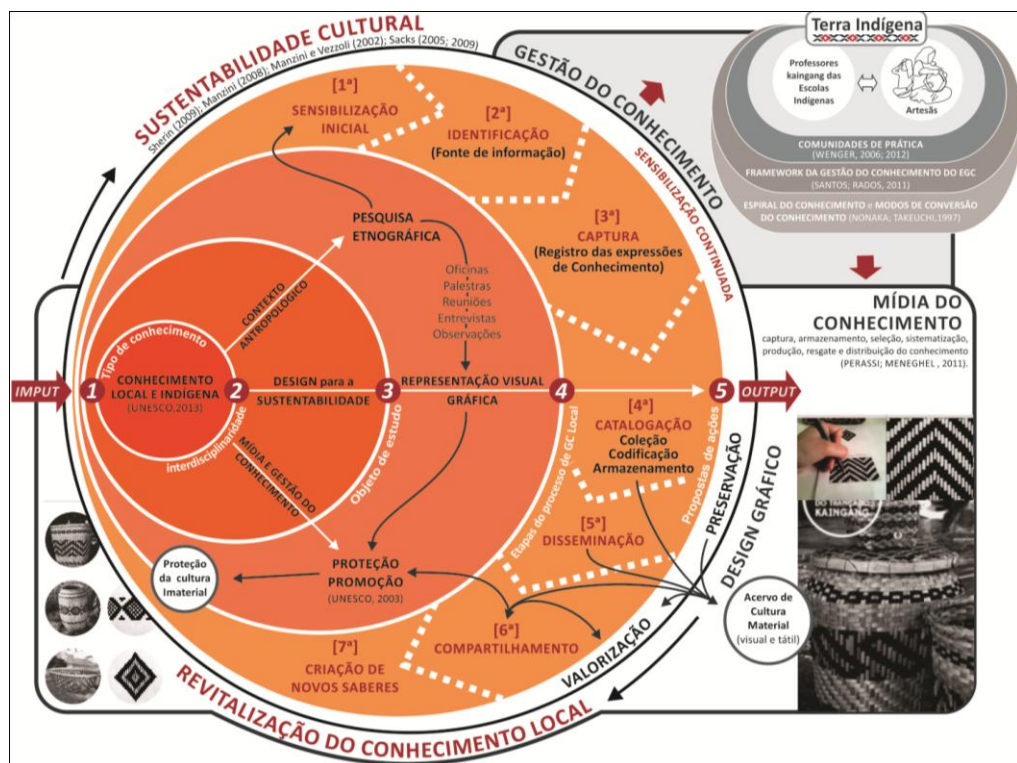 SUSTENTABILIDADE CULTURAL
Sherin (2009); Manzini (2008); Manzini e Vezzoli (2002); Sacks (2005; 2009)
GESTÃO DO CONHECIMENTO
SENSIBILIZAÇÃO CONTINUADA
Terra Indígena
Professores
kaingang das
Escolas
Indígenas
Artesãs
COMUNIDADES DE PRÁTICA
(WENGER, 2006; 2012)
FRAMEWORK DA GESTÃO DO CONHECIMENTO DO EGC
(SANTOS; RADOS, 2011)
ESPIRAL DO CONHECIMENTO e MODOS DE CONVERSÃO
DO CONHECIMENTO (NONAKA; TAKEUCHI,1997)
[1ª]
SENSIBILIZAÇÃO
INICIAL
[2ª]
IDENTIFICAÇÃO
(Fonte de informação)
[3ª]
CAPTURA
(Registro das expressões
de Conhecimento)
PESQUISA
ETNOGRÁFICA
Oficinas
Palestras
Reuniões
Entrevistas
Observações
CONTEXTO
ANTROPOLÓGICO
Tipo de conhecimento
IMPUT
1
CONHECIMENTO
LOCAL E INDÍGENA
(UNESCO,2013)
2
DESIGN para a
SUSTENTABILIDADE
3
REPRESENTAÇÃO VISUAL
GRÁFICA
4
5
OUTPUT
interdisciplinaridade
MÍDIA E GESTÃO DO
CONHECIMENTO
Objeto de estudo
Etapas do processo de GC Local
Propostas de ações
MÍDIA DO
CONHECIMENTO
captura, armazenamento, seleção, sistematização,
produção, resgate e distribuição do conhecimento
(PERASSI; MENEGHEL , 2011).
[4ª]
CATALOGAÇÃO
Coleção
Codificação
Armazenamento
[5ª]
DISSEMINAÇÃO
[6ª]
COMPARTILHAMENTO
[7ª]
CRIAÇÃO DE
NOVOS SABERES
PROTEÇÃO
PROMOÇÃO
(UNESCO, 2003)
Proteção
da cultura
Imaterial
PRESERVAÇÃO
DESIGN GRÁFICO
VALORIZAÇÃO
Acervo de
Cultura
Material
(visual e tátil)
KAINGANG
REVITALIZAÇÃO DO CONHECIMENTO LOCAL